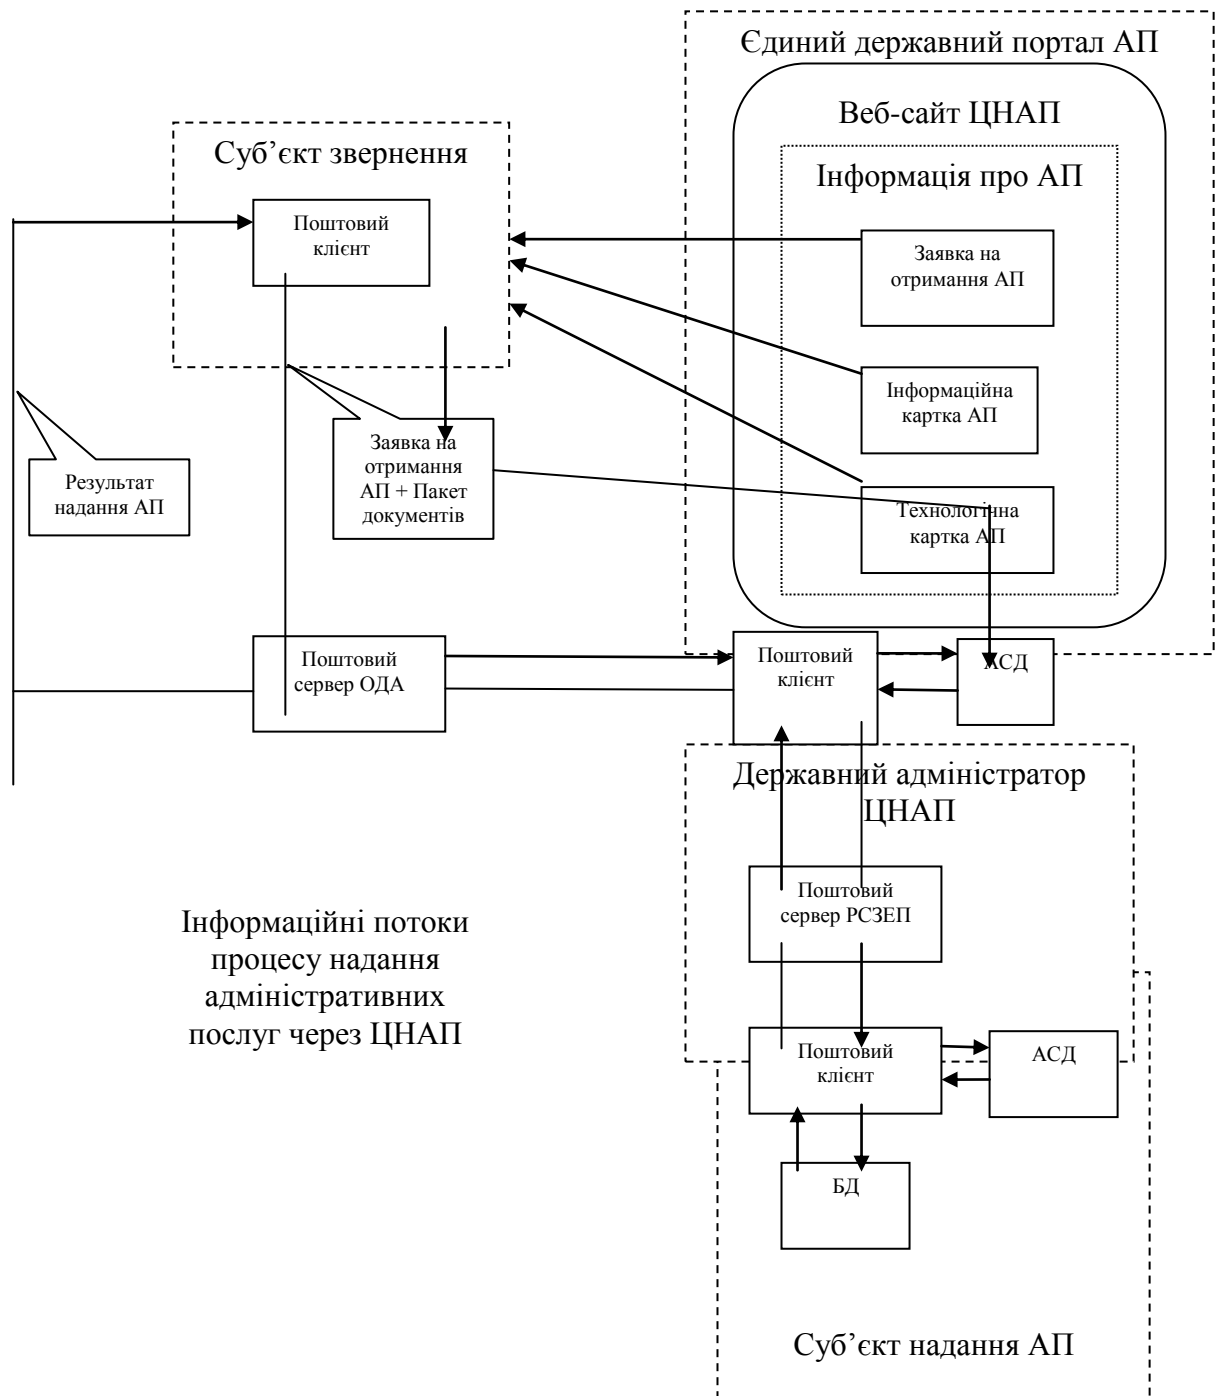 Єдиний державний портал АП
Веб-сайт ЦНАП
Суб’єкт звернення
Інформація про АП
Поштовий
клієнт
Заявка на
отримання АП
Інформаційна
картка АП
Заявка на
отримання
АП + Пакет
документів
Результат
надання АП
Технологічна
картка АП
Поштовий
сервер ОДА
Поштовий
клієнт
АСД
Державний адміністратор
ЦНАП
Поштовий
сервер РСЗЕП
Інформаційні потоки
процесу надання
адміністративних
послуг через ЦНАП
Поштовий
клієнт
АСД
БД
Суб’єкт надання АП